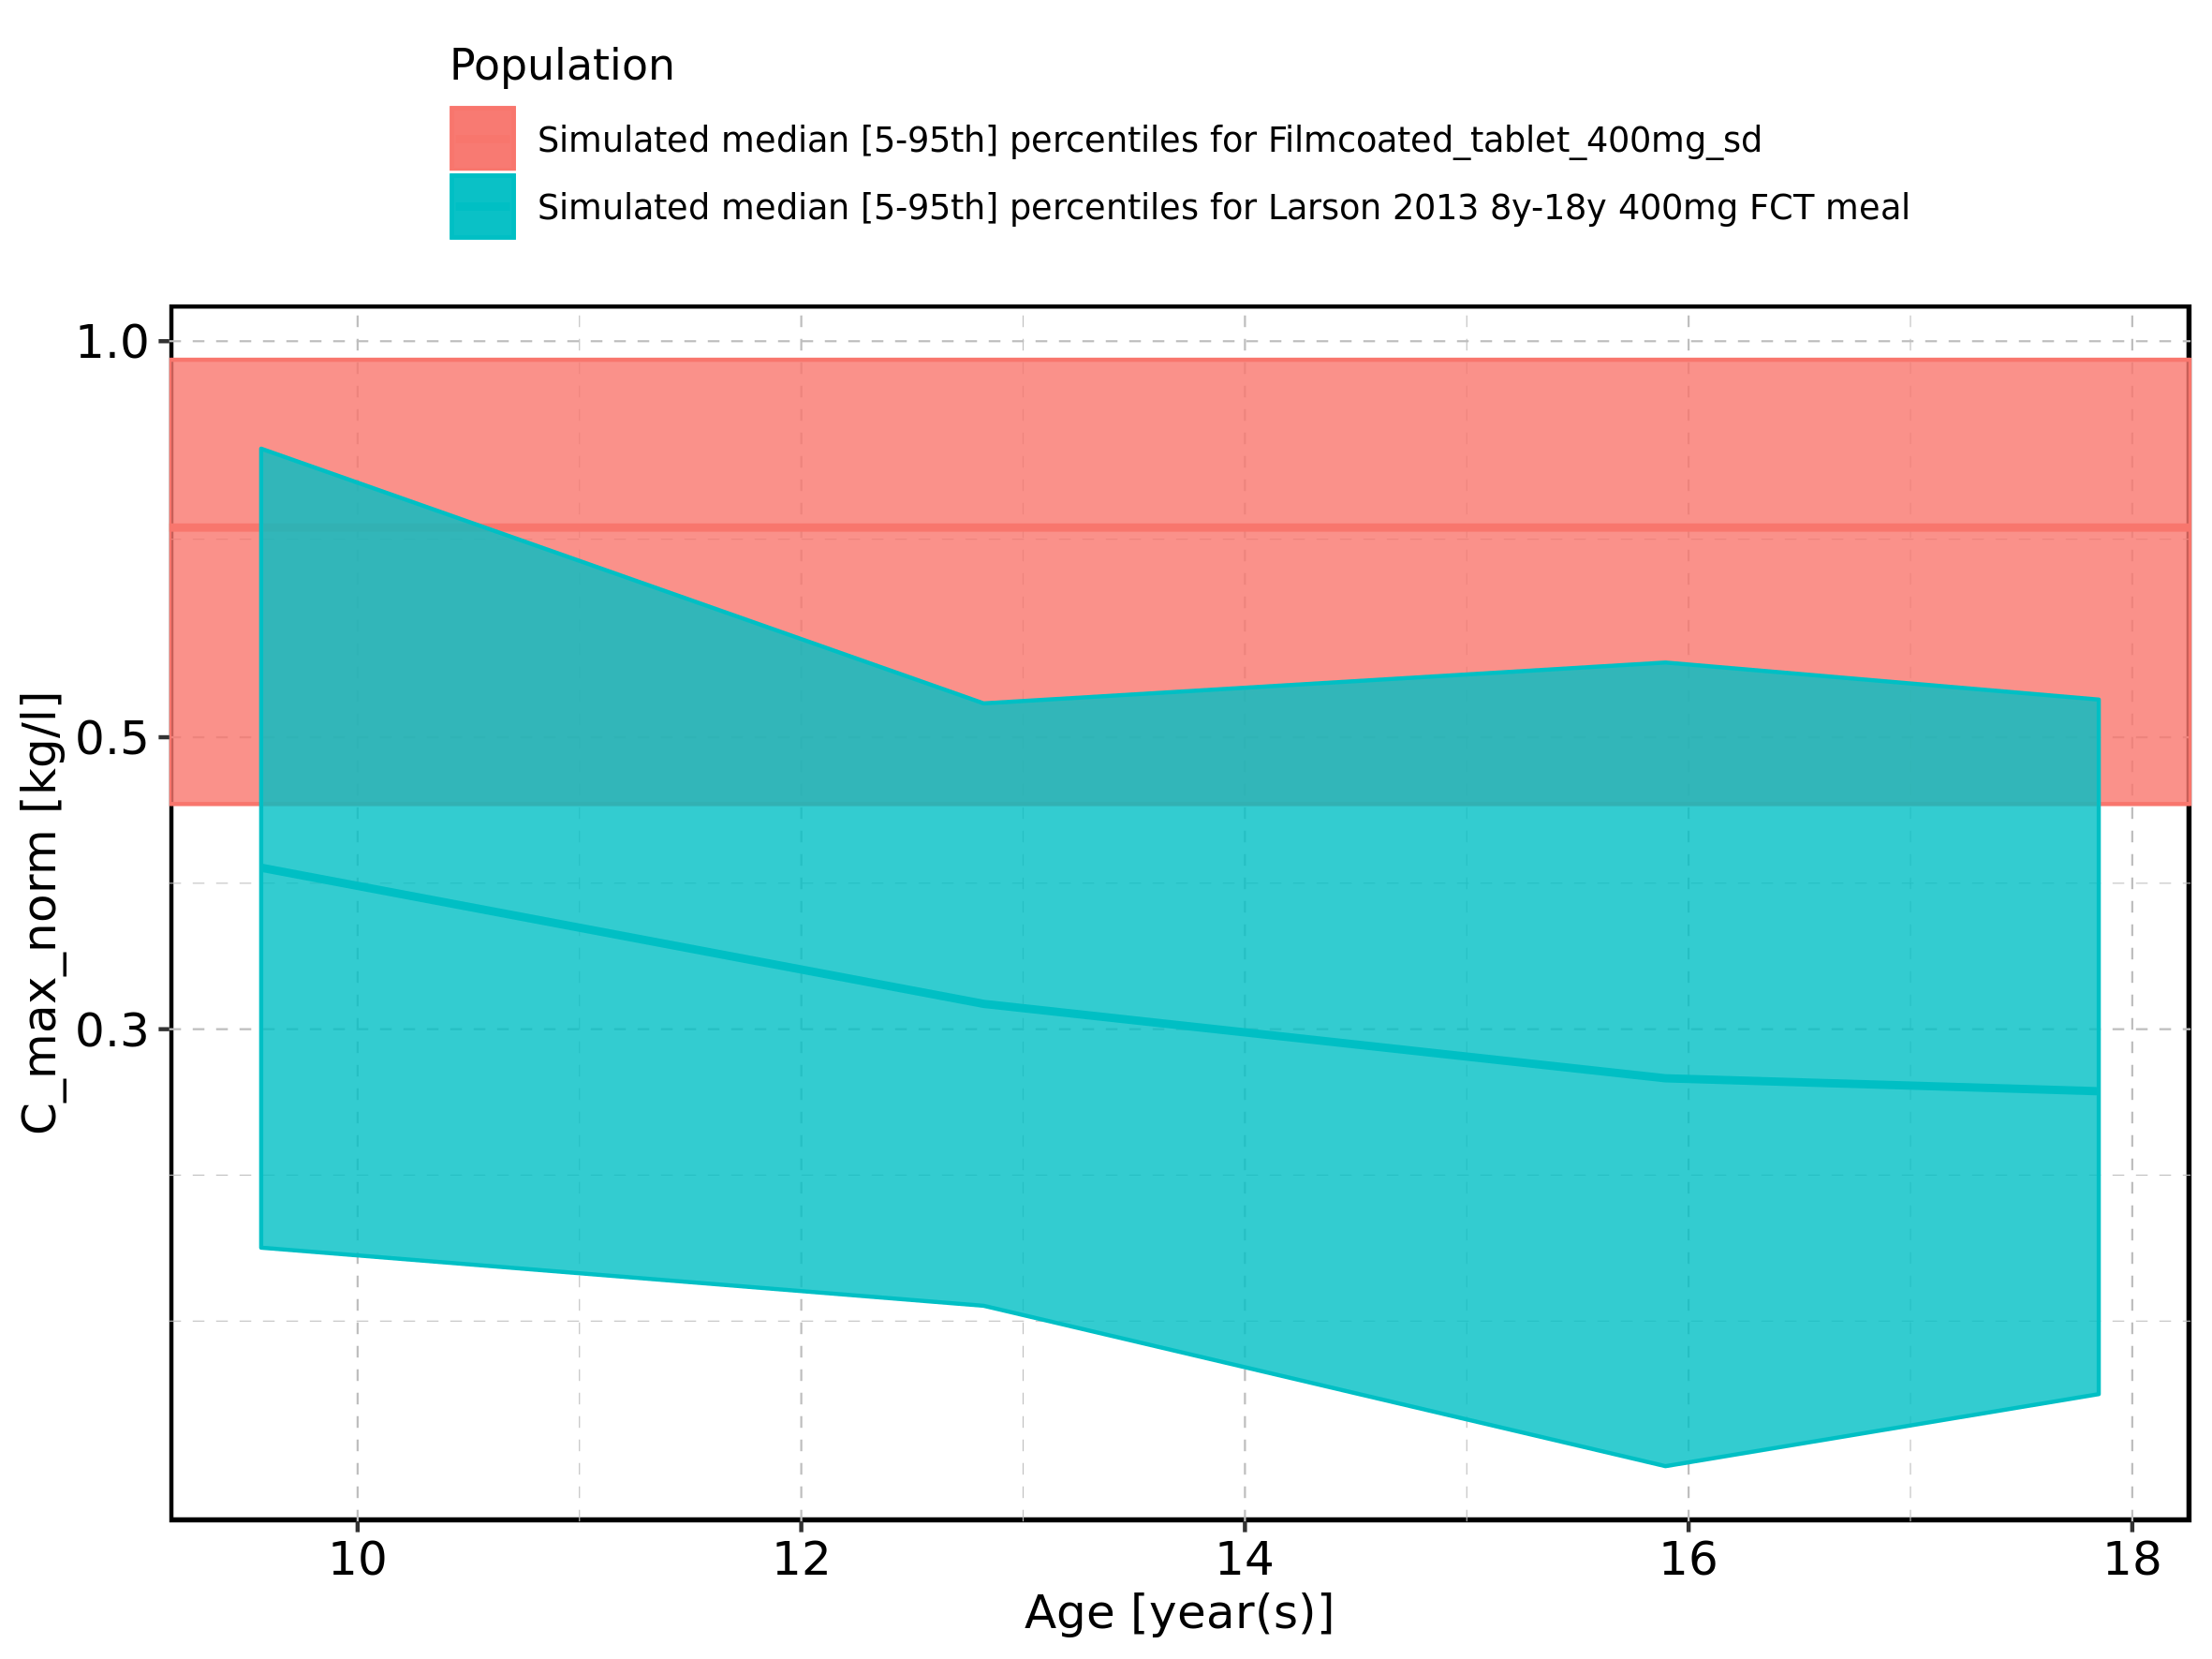 Population
Simulated median [5-95th] percentiles for Filmcoated_tablet_400mg_sd
Simulated median [5-95th] percentiles for Larson 2013 8y-18y 400mg FCT meal
1.0
0.5
0.3
C_max_norm [kg/l]
10 12 14 16 18
Age [year(s)]